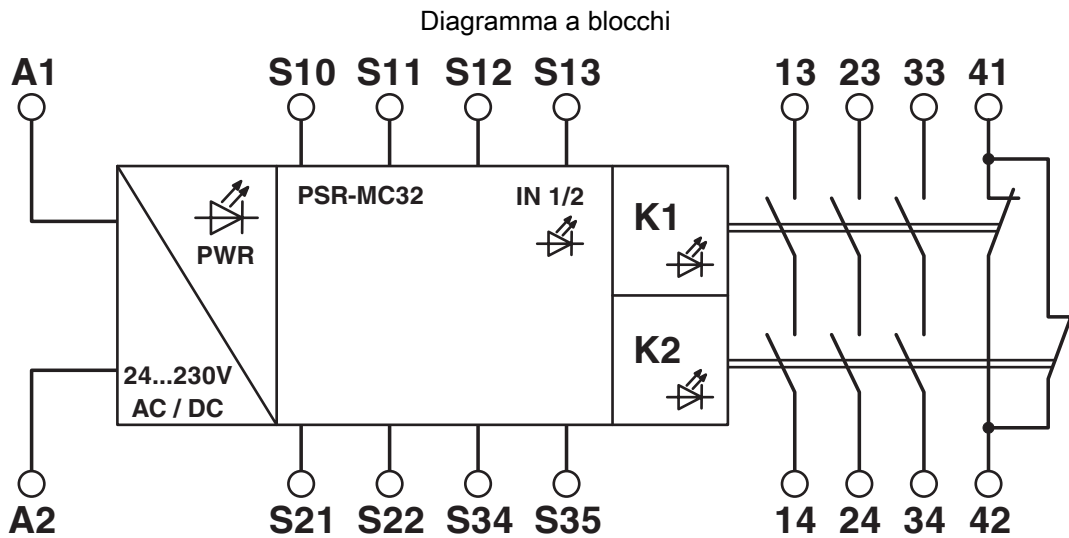 Diagramma a blocchi
A1 S10 S11 S12 S13 13 23 33 41
PSR-MC32 IN 1/2
K1
PWR
K2
24...230V
AC / DC
A2 S21 S22 S34 S35 14 24 34 42